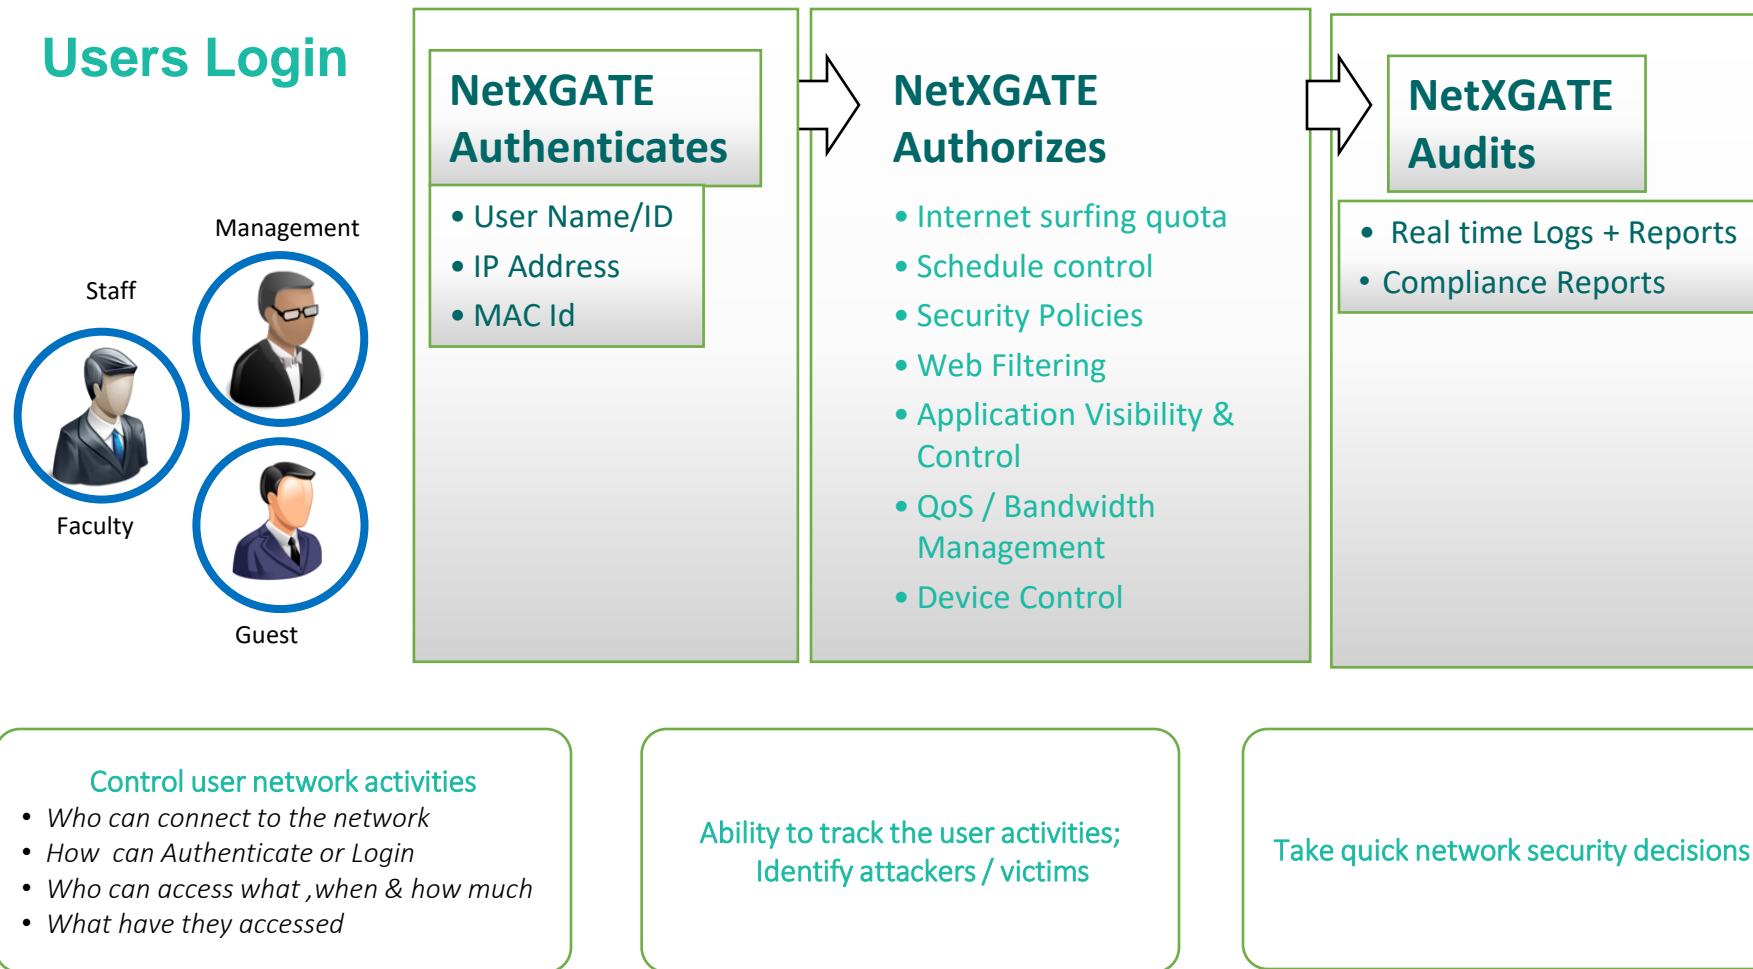 Users Login
Management
Staff
Faculty
Guest
NetXGATE
Authenticates
• User Name/ID
• IP Address
• MAC Id
NetXGATE
Authorizes
• Internet surfing quota
• Schedule control
• Security Policies
• Web Filtering
• Application Visibility &
Control
• QoS / Bandwidth
Management
• Device Control
NetXGATE
Audits
• Real time Logs + Reports
• Compliance Reports
Control user network activities
• Who can connect to the network
• How can Authenticate or Login
• Who can access what ,when & how much
• What have they accessed
Ability to track the user activities;
Identify attackers / victims
Take quick network security decisions